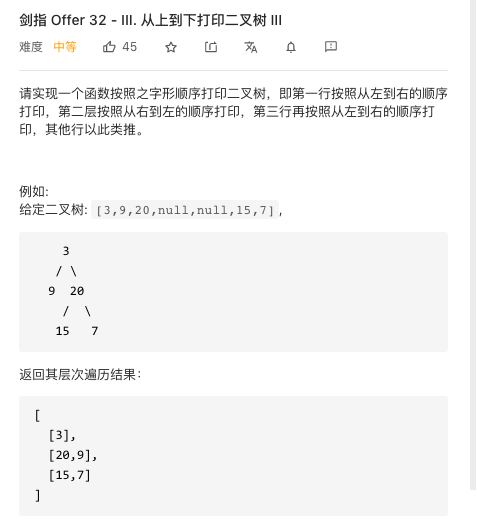 剑指 Offer 32 - III. 从上到下打印二叉树 III
难度 中等 45
请实现一个函数按照之字形顺序打印二叉树，即第一行按照从左到右的顺序
打印，第二层按照从右到左的顺序打印，第三行再按照从左到右的顺序打
印，其他行以此类推。
例如:
给定二叉树: [3,9,20,null,null,15,7],
3
/ \
9 20
/ \
15 7
返回其层次遍历结果：
[
[3],
[20,9],
[15,7]
]